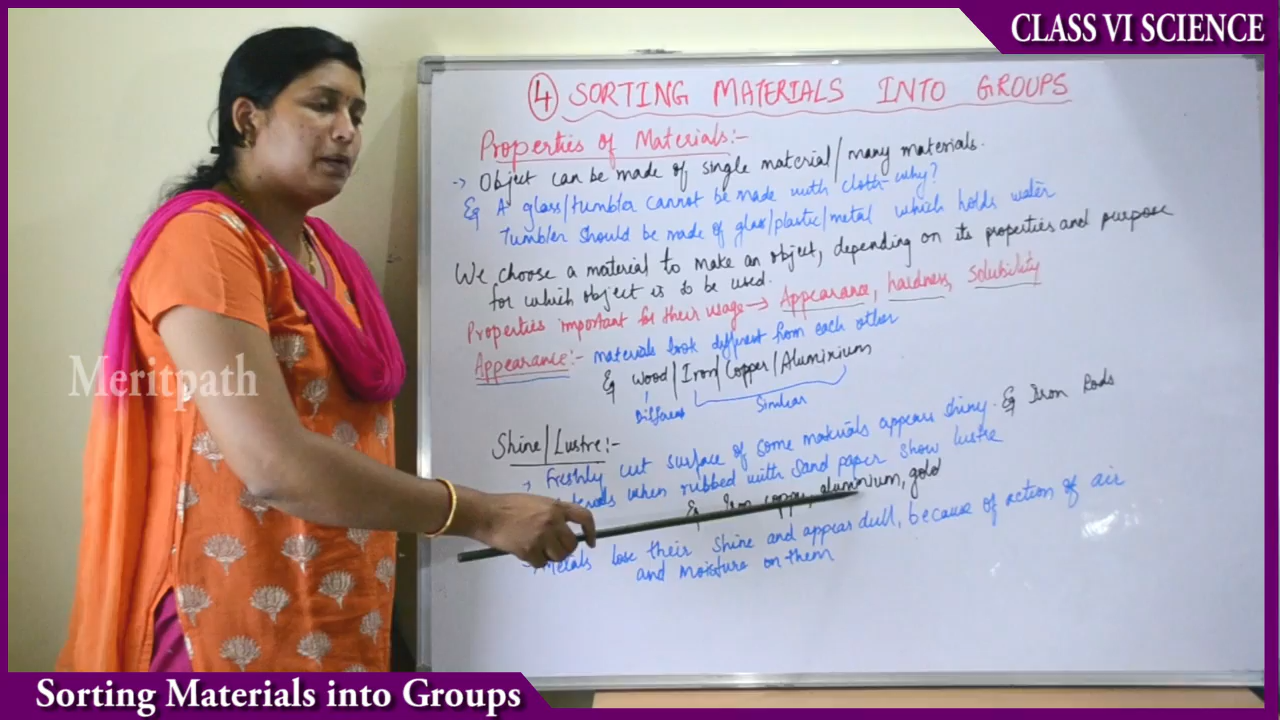 CLASS VI SCIENCE
4 SORTING MATERIALS INTO GROUPS
Properties of Materials:-
-> Object can be made of single material/many materials.
Eg A glass/tumbler cannot be made with cloth- why?
Tumbler should be made of glass/plastic/metal which holds water
We choose a material to make an object, depending on its properties and purpose
for which object is to be used.
Properties important for their usage → Appearance, hardness, solubility
Appearance:- materials look different from each other
Eg wood/Iron/Copper/Aluminium
Different Similar
Shine/Lustre:-
→ Freshly cut surface of some materials appears shiny. Eg Iron Rods
when rubbed with Sand paper show lustre
Eg Iron copper, aluminium, gold
→ Metals lose their shine and appear dull, because of action of air
and moisture on them
Meritpath
Sorting Materials into Groups